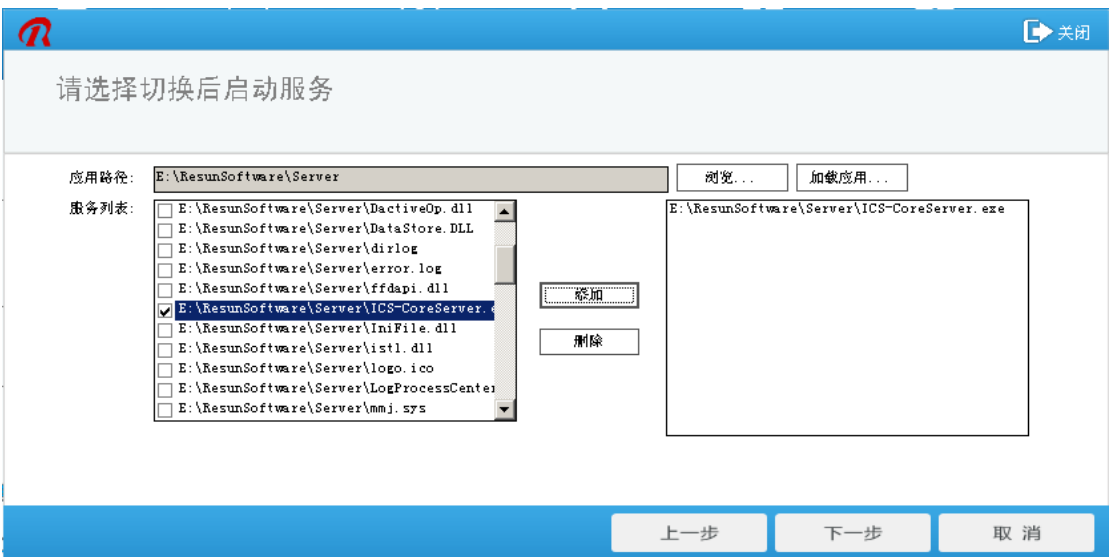 关闭
请选择切换后启动服务
应用路径: E:\ResunSoftware\Server 浏览... 加载应用...
服务列表:
E:\ResunSoftware\Server\DactiveOp.dll
E:\ResunSoftware\Server\DataStore.DLL
E:\ResunSoftware\Server\dirlog
E:\ResunSoftware\Server\error.log
E:\ResunSoftware\Server\ffdapi.dll
E:\ResunSoftware\Server\ICS-CoreServer.e
E:\ResunSoftware\Server\IniFile.dll
E:\ResunSoftware\Server\istl.dll
E:\ResunSoftware\Server\logo.ico
E:\ResunSoftware\Server\LogProcessCenter
E:\ResunSoftware\Server\mmj.sys
添加
删除
E:\ResunSoftware\Server\ICS-CoreServer.exe
上一步 下一步 取 消